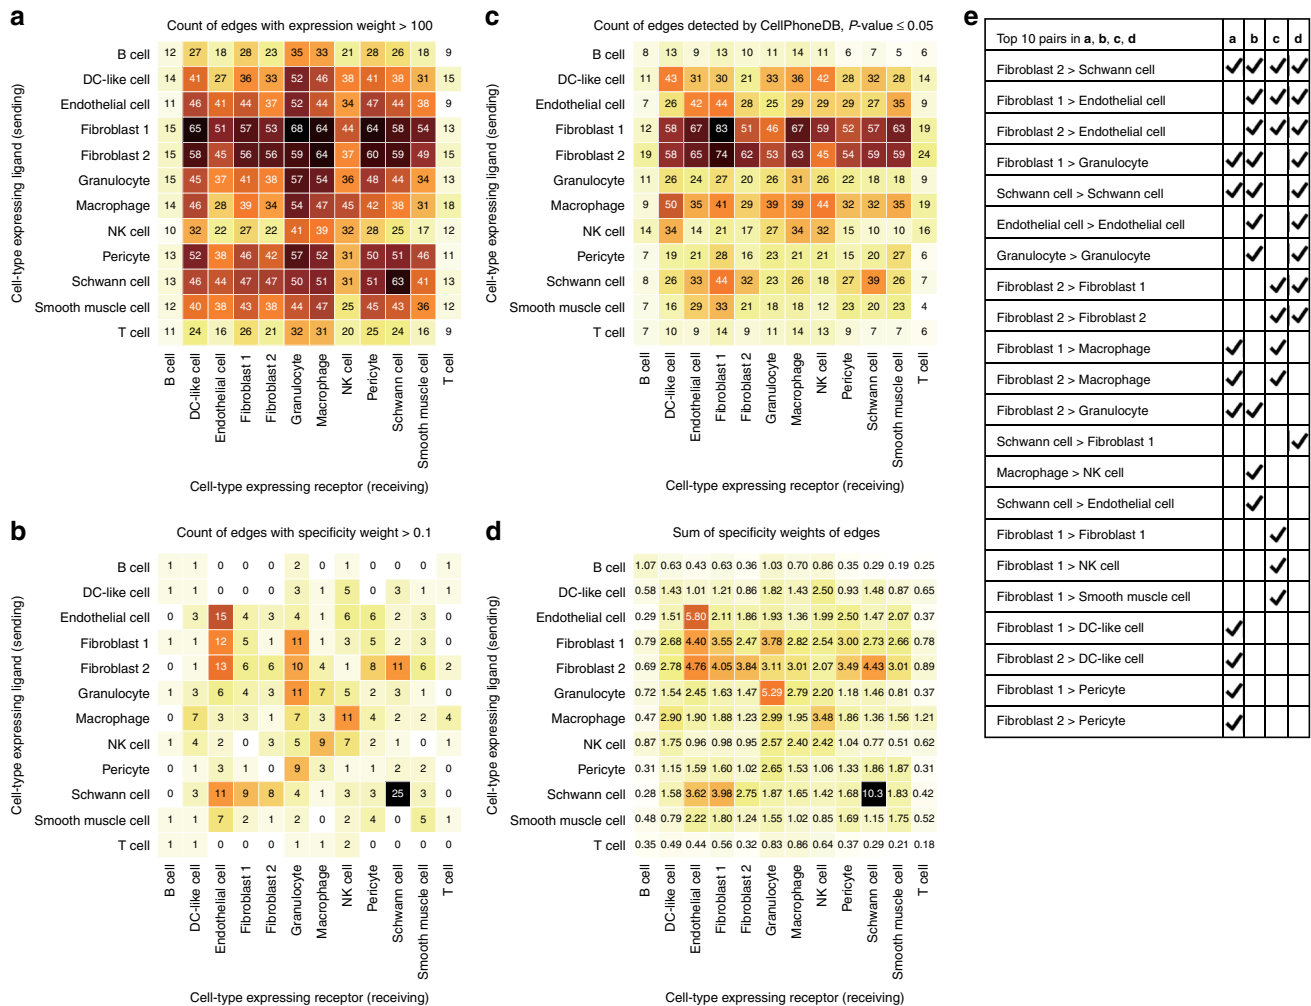 a
Count of edges with expression weight > 100
Cell-type expressing ligand (sending)
B cell 12 27 18 28 23 35 33 21 28 26 18 9
DC-like cell 14 41 27 36 33 52 46 38 41 38 31 15
Endothelial cell 11 46 41 44 37 52 44 34 47 44 38 9
Fibroblast 1 15 65 51 57 53 68 64 44 64 58 54 13
Fibroblast 2 15 58 45 56 56 59 64 37 60 59 49 15
Granulocyte 15 45 37 41 38 57 54 36 48 44 34 13
Macrophage 14 46 28 39 34 54 47 45 42 38 31 18
NK cell 10 32 22 27 22 41 39 32 28 25 17 12
Pericyte 13 52 38 46 42 57 52 31 50 51 46 11
Schwann cell 13 46 44 47 47 50 51 31 51 63 41 13
Smooth muscle cell 12 40 38 43 38 44 47 25 45 43 36 12
T cell 11 24 16 26 21 32 31 20 25 24 16 9
B cell
DC-like cell
Endothelial cell
Fibroblast 1
Fibroblast 2
Granulocyte
Macrophage
NK cell
Pericyte
Schwann cell
Smooth muscle cell
T cell
Cell-type expressing receptor (receiving)
b
Count of edges with specificity weight > 0.1
Cell-type expressing ligand (sending)
B cell 1 1 0 0 0 2 0 1 0 0 0 1
DC-like cell 1 1 0 0 0 3 1 5 0 3 1 1
Endothelial cell 0 3 15 4 3 4 1 6 6 2 3 0
Fibroblast 1 1 1 12 5 1 11 1 3 5 2 3 0
Fibroblast 2 0 1 13 6 6 10 4 1 8 11 6 2
Granulocyte 1 3 6 4 3 11 7 5 2 3 1 0
Macrophage 0 7 3 3 1 7 3 11 4 2 2 4
NK cell 1 4 2 0 3 5 9 7 2 1 0 1
Pericyte 0 1 3 1 0 9 3 1 1 2 2 0
Schwann cell 0 3 11 9 8 4 1 3 3 25 3 0
Smooth muscle cell 1 1 7 2 1 2 0 2 4 0 5 1
T cell 1 1 0 0 0 1 1 2 0 0 0 0
B cell
DC-like cell
Endothelial cell
Fibroblast 1
Fibroblast 2
Granulocyte
Macrophage
NK cell
Pericyte
Schwann cell
Smooth muscle cell
T cell
Cell-type expressing receptor (receiving)
c
Count of edges detected by CellPhoneDB, P-value ≤ 0.05
Cell-type expressing ligand (sending)
B cell 8 13 9 13 10 14 11 6 7 7 5 6
DC-like cell 11 43 31 30 21 33 36 42 28 32 28 14
Endothelial cell 7 26 42 44 28 25 29 29 29 27 35 9
Fibroblast 1 12 58 67 83 51 46 67 59 52 57 63 19
Fibroblast 2 19 58 65 74 62 53 63 45 54 59 59 24
Granulocyte 11 26 24 27 20 26 31 26 22 18 18 9
Macrophage 9 50 35 41 29 39 39 44 32 32 35 19
NK cell 14 34 14 21 17 27 34 32 15 10 10 16
Pericyte 7 19 21 28 16 23 21 21 15 20 27 6
Schwann cell 8 26 33 44 32 23 26 18 27 39 26 7
Smooth muscle cell 7 16 29 33 21 18 18 12 23 20 23 4
T cell 7 10 9 14 9 11 14 13 9 7 7 6
B cell
DC-like cell
Endothelial cell
Fibroblast 1
Fibroblast 2
Granulocyte
Macrophage
NK cell
Pericyte
Schwann cell
Smooth muscle cell
T cell
Cell-type expressing receptor (receiving)
d
Sum of specificity weights of edges
Cell-type expressing ligand (sending)
B cell 1.07 0.63 0.43 0.63 0.36 1.03 0.70 0.86 0.35 0.29 0.19 0.25
DC-like cell 0.58 1.43 1.01 1.21 0.86 1.82 1.43 2.50 0.93 1.48 0.87 0.65
Endothelial cell 0.29 1.51 5.80 2.11 1.86 1.93 1.36 1.99 2.50 1.47 2.07 0.37
Fibroblast 1 0.79 2.68 4.40 3.55 2.47 3.78 2.82 2.54 3.00 2.73 2.66 0.78
Fibroblast 2 0.69 2.78 4.76 4.05 3.84 3.11 3.01 2.07 3.49 4.43 3.01 0.89
Granulocyte 0.72 1.54 2.45 1.63 1.47 5.29 2.79 2.20 1.18 1.46 0.81 0.37
Macrophage 0.47 2.90 1.90 1.88 1.23 2.99 1.95 3.48 1.86 1.36 1.56 1.21
NK cell 0.87 1.75 0.96 0.98 0.95 2.57 2.40 2.42 1.04 0.77 0.51 0.62
Pericyte 0.31 1.15 1.59 1.60 1.02 2.65 1.53 1.06 1.33 1.86 1.87 0.31
Schwann cell 0.28 1.58 3.62 3.98 2.75 1.87 1.65 1.42 1.68 10.3 1.83 0.42
Smooth muscle cell 0.48 0.79 2.22 1.80 1.24 1.55 1.02 0.85 1.69 1.15 1.75 0.52
T cell 0.35 0.49 0.44 0.56 0.32 0.83 0.86 0.64 0.37 0.29 0.21 0.18
B cell
DC-like cell
Endothelial cell
Fibroblast 1
Fibroblast 2
Granulocyte
Macrophage
NK cell
Pericyte
Schwann cell
Smooth muscle cell
T cell
Cell-type expressing receptor (receiving)
e
Top 10 pairs in a, b, c, d a b c d
Fibroblast 2 > Schwann cell ✓ ✓ ✓ ✓
Fibroblast 1 > Endothelial cell ✓ ✓ ✓
Fibroblast 2 > Endothelial cell ✓ ✓ ✓
Fibroblast 1 > Granulocyte ✓ ✓ ✓
Schwann cell > Schwann cell ✓ ✓ ✓
Endothelial cell > Endothelial cell ✓ ✓
Granulocyte > Granulocyte ✓ ✓
Fibroblast 2 > Fibroblast 1 ✓ ✓
Fibroblast 2 > Fibroblast 2 ✓ ✓
Fibroblast 1 > Macrophage ✓ ✓
Fibroblast 2 > Macrophage ✓ ✓
Fibroblast 2 > Granulocyte ✓ ✓
Schwann cell > Fibroblast 1 ✓
Macrophage > NK cell ✓
Schwann cell > Endothelial cell ✓
Fibroblast 1 > Fibroblast 1 ✓
Fibroblast 1 > NK cell ✓
Fibroblast 1 > Smooth muscle cell ✓
Fibroblast 1 > DC-like cell ✓
Fibroblast 2 > DC-like cell ✓
Fibroblast 1 > Pericyte ✓
Fibroblast 2 > Pericyte ✓